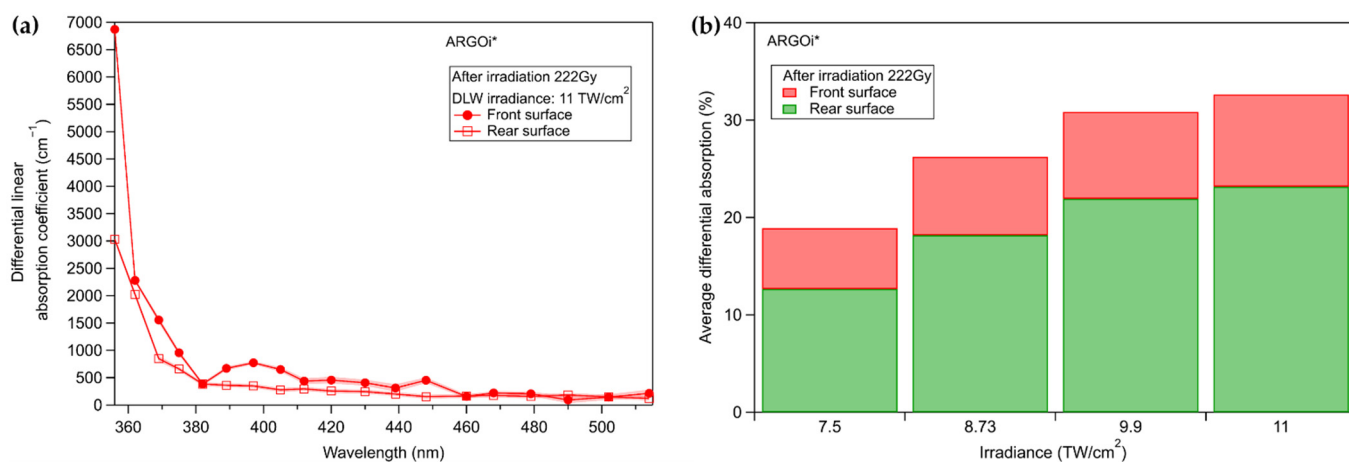 (a)
7000
6500
6000
5500
5000
4500
4000
3500
3000
2500
2000
1500
1000
500
0
Differential linear
absorption coefficient (cm⁻¹)
ARGOi*
After irradiation 222Gy
DLW irradiance: 11 TW/cm²
Front surface
Rear surface
360 380 400 420 440 460 480 500
Wavelength (nm)
(b)
40
30
20
10
0
Average differential absorption (%)
ARGOi*
After irradiation 222Gy
Front surface
Rear surface
7.5 8.73 9.9 11
Irradiance (TW/cm²)